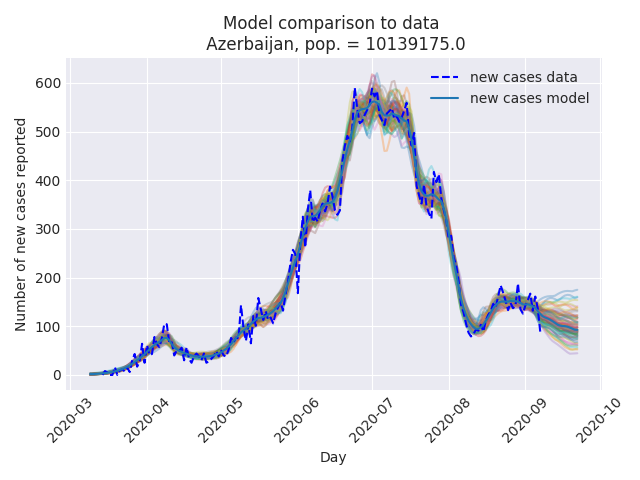 Model comparison to data
Azerbaijan, pop. = 10139175.0
new cases data
new cases model
Number of new cases reported
600
500
400
300
200
100
0
2020-03
2020-04
2020-05
2020-06
2020-07
2020-08
2020-09
2020-10
Day